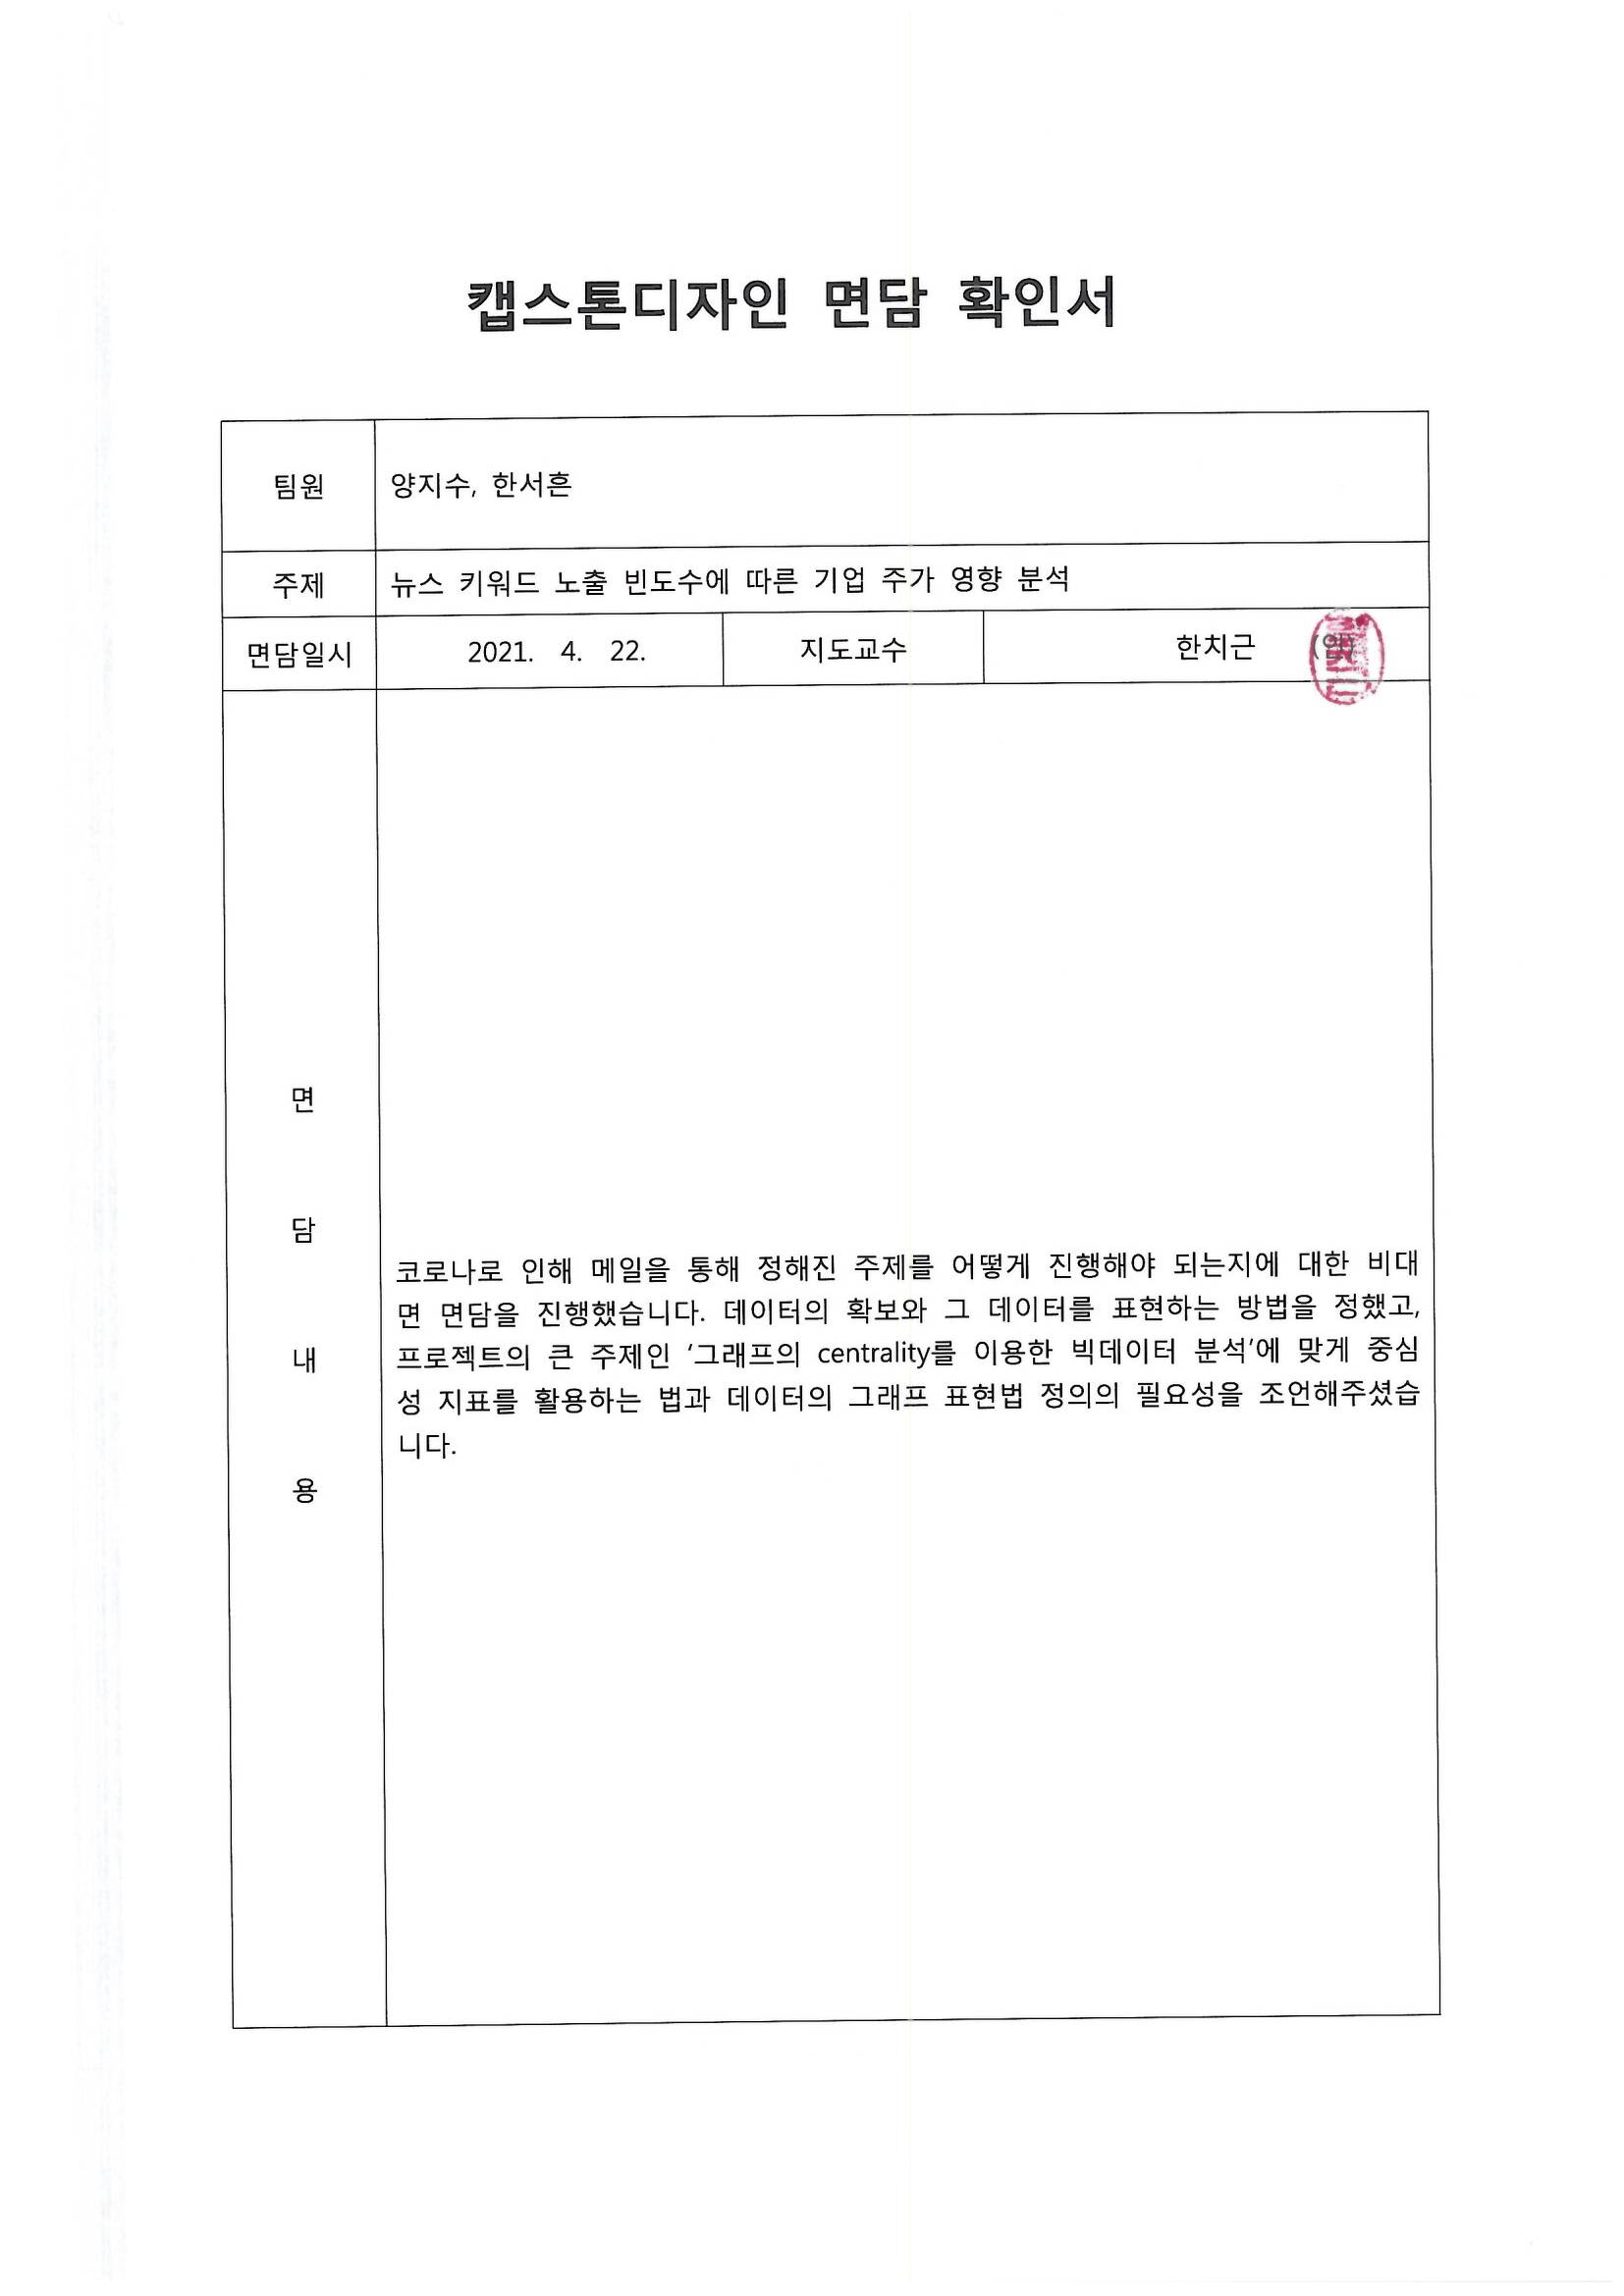 캡스톤디자인 면담 확인서
팀원
양지수, 한서흔
주제
뉴스 키워드 노출 빈도수에 따른 기업 주가 영향 분석
면담일시
2021. 4. 22.
지도교수
한치근 (인)
면
담
내
용
코로나로 인해 메일을 통해 정해진 주제를 어떻게 진행해야 되는지에 대한 비대
면 면담을 진행했습니다. 데이터의 확보와 그 데이터를 표현하는 방법을 정했고,
프로젝트의 큰 주제인 '그래프의 centrality를 이용한 빅데이터 분석'에 맞게 중심
성 지표를 활용하는 법과 데이터의 그래프 표현법 정의의 필요성을 조언해주셨습
니다.